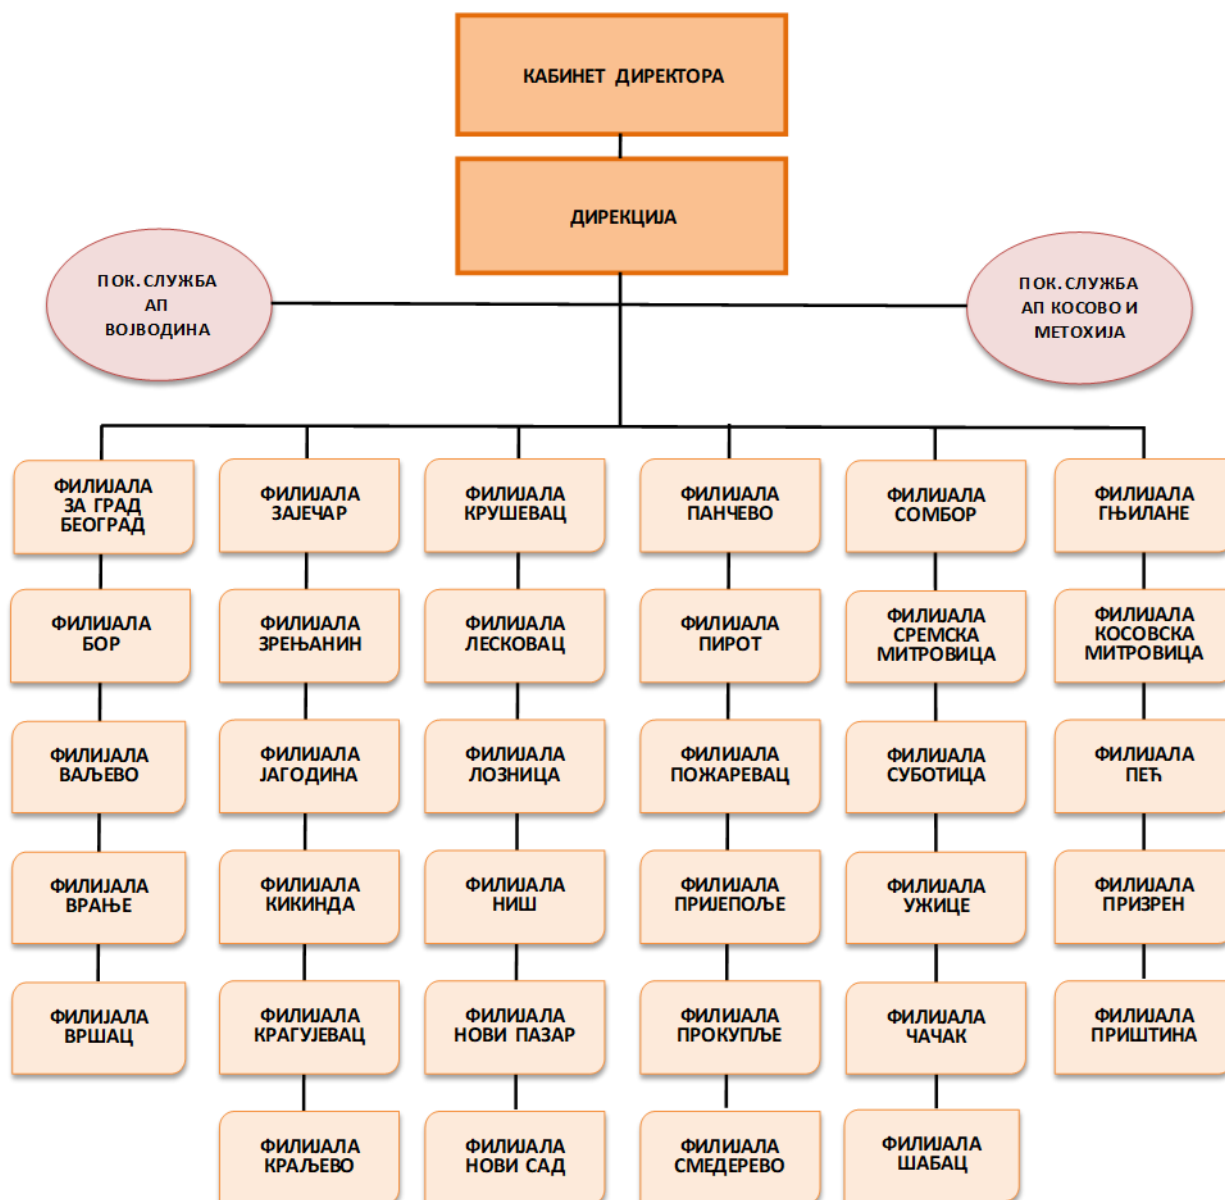 КАБИНЕТ ДИРЕКТОРА
ДИРЕКЦИЈА
ПОК. СЛУЖБА
АП
ВОЈВОДИНА
ПОК. СЛУЖБА
АП КОСОВО И
МЕТОХИЈА
ФИЛИЈАЛА
ЗА ГРАД
БЕОГРАД
ФИЛИЈАЛА
ЗАЈЕЧАР
ФИЛИЈАЛА
КРУШЕВАЦ
ФИЛИЈАЛА
ПАНЧЕВО
ФИЛИЈАЛА
СОМБОР
ФИЛИЈАЛА
ГЊИЛАНЕ
ФИЛИЈАЛА
БОР
ФИЛИЈАЛА
ЗРЕЊАНИН
ФИЛИЈАЛА
ЛЕСКОВАЦ
ФИЛИЈАЛА
ПИРОТ
ФИЛИЈАЛА
СРЕМСКА
МИТРОВИЦА
ФИЛИЈАЛА
КОСОВСКА
МИТРОВИЦА
ФИЛИЈАЛА
ВАЉЕВО
ФИЛИЈАЛА
ЈАГОДИНА
ФИЛИЈАЛА
ЛОЗНИЦА
ФИЛИЈАЛА
ПОЖАРЕВАЦ
ФИЛИЈАЛА
СУБОТИЦА
ФИЛИЈАЛА
ПЕЋ
ФИЛИЈАЛА
ВРАЊЕ
ФИЛИЈАЛА
КИКИНДА
ФИЛИЈАЛА
НИШ
ФИЛИЈАЛА
ПРИЈЕПОЉЕ
ФИЛИЈАЛА
УЖИЦЕ
ФИЛИЈАЛА
ПРИЗРЕН
ФИЛИЈАЛА
ВРШАЦ
ФИЛИЈАЛА
КРАГУЈЕВАЦ
ФИЛИЈАЛА
НОВИ ПАЗАР
ФИЛИЈАЛА
ПРОКУПЉЕ
ФИЛИЈАЛА
ЧАЧАК
ФИЛИЈАЛА
ПРИШТИНА
ФИЛИЈАЛА
КРАЉЕВО
ФИЛИЈАЛА
НОВИ САД
ФИЛИЈАЛА
СМЕДЕРЕВО
ФИЛИЈАЛА
ШАБАЦ